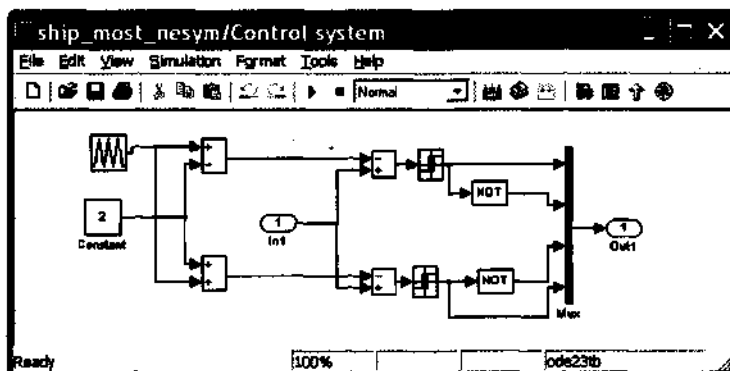 ship_most_nesym/Control system
File Edit View Simulation Format Tools Help
Normal
NOT
2
Constant
1
In1
1
Out1
NOT
Mux
Ready 100% ode23tb